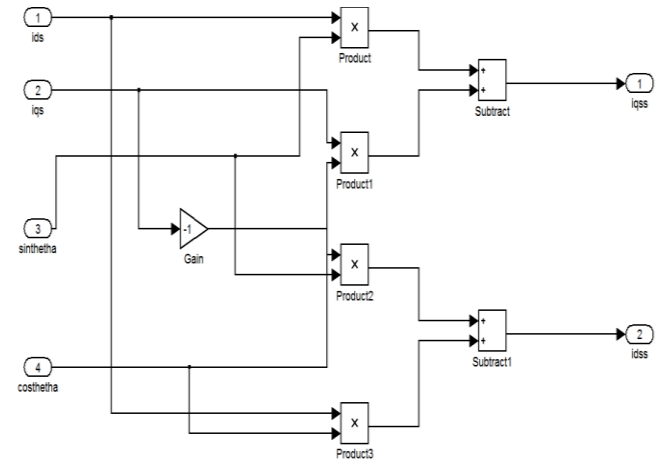 1
ids
X
Product
+
+
Subtract
1
iqss
2
iqs
X
Product1
3
sinthetha
-1
Gain
X
Product2
+
+
Subtract1
2
idss
4
costhetha
X
Product3